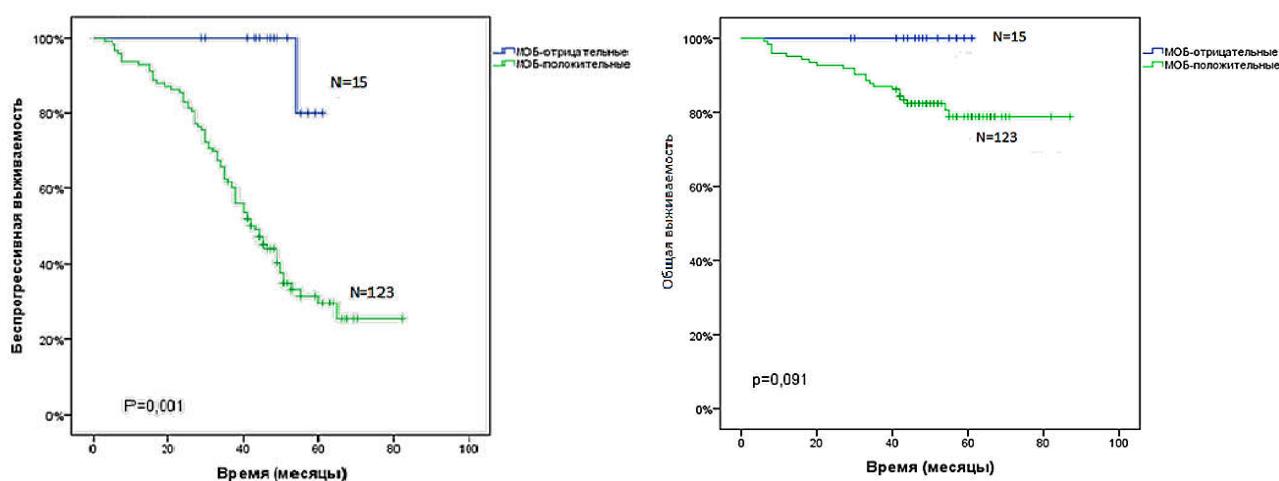 Беспрогрессивная выживаемость
100%
80%
60%
40%
20%
0%
МОБ-отрицательные
МОБ-положительные
N=15
N=123
P=0,001
0 20 40 60 80 100
Время (месяцы)
Общая выживаемость
100%
80%
60%
40%
20%
0%
МОБ-отрицательные
МОБ-положительные
N=15
N=123
p=0,091
0 20 40 60 80 100
Время (месяцы)